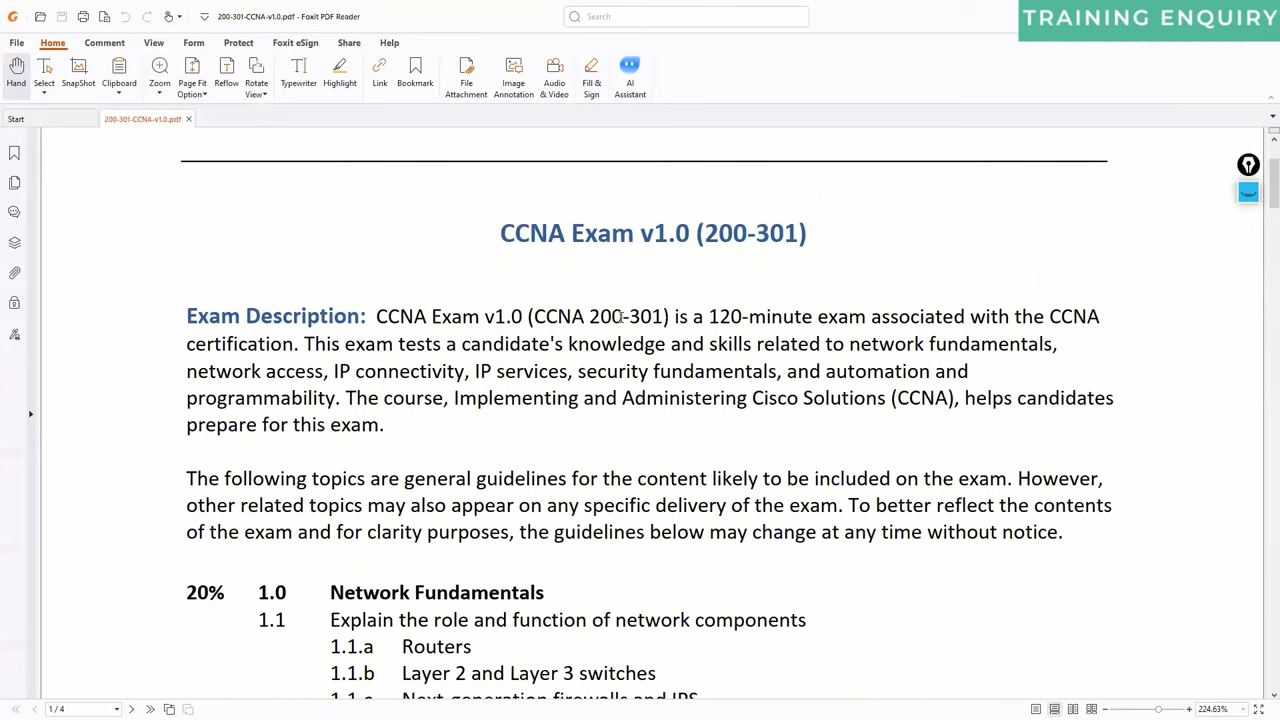 200-301-CCNA-v1.0.pdf - Foxit PDF Reader
Search
TRAINING ENQUIRY
File Home Comment View Form Protect Foxit eSign Share Help
Hand Select SnapShot Clipboard Zoom Page Fit Option Reflow Rotate View Typewriter Highlight Link Bookmark File Attachment Image Annotation Audio & Video Fill & Sign AI Assistant
Start 200-301-CCNA-v1.0.pdf
CCNA Exam v1.0 (200-301)
Exam Description: CCNA Exam v1.0 (CCNA 200-301) is a 120-minute exam associated with the CCNA
certification. This exam tests a candidate's knowledge and skills related to network fundamentals,
network access, IP connectivity, IP services, security fundamentals, and automation and
programmability. The course, Implementing and Administering Cisco Solutions (CCNA), helps candidates
prepare for this exam.
The following topics are general guidelines for the content likely to be included on the exam. However,
other related topics may also appear on any specific delivery of the exam. To better reflect the contents
of the exam and for clarity purposes, the guidelines below may change at any time without notice.
20% 1.0 Network Fundamentals
1.1 Explain the role and function of network components
1.1.a Routers
1.1.b Layer 2 and Layer 3 switches
1.1.c Next-generation firewalls and IPS
1 / 4
224.63%